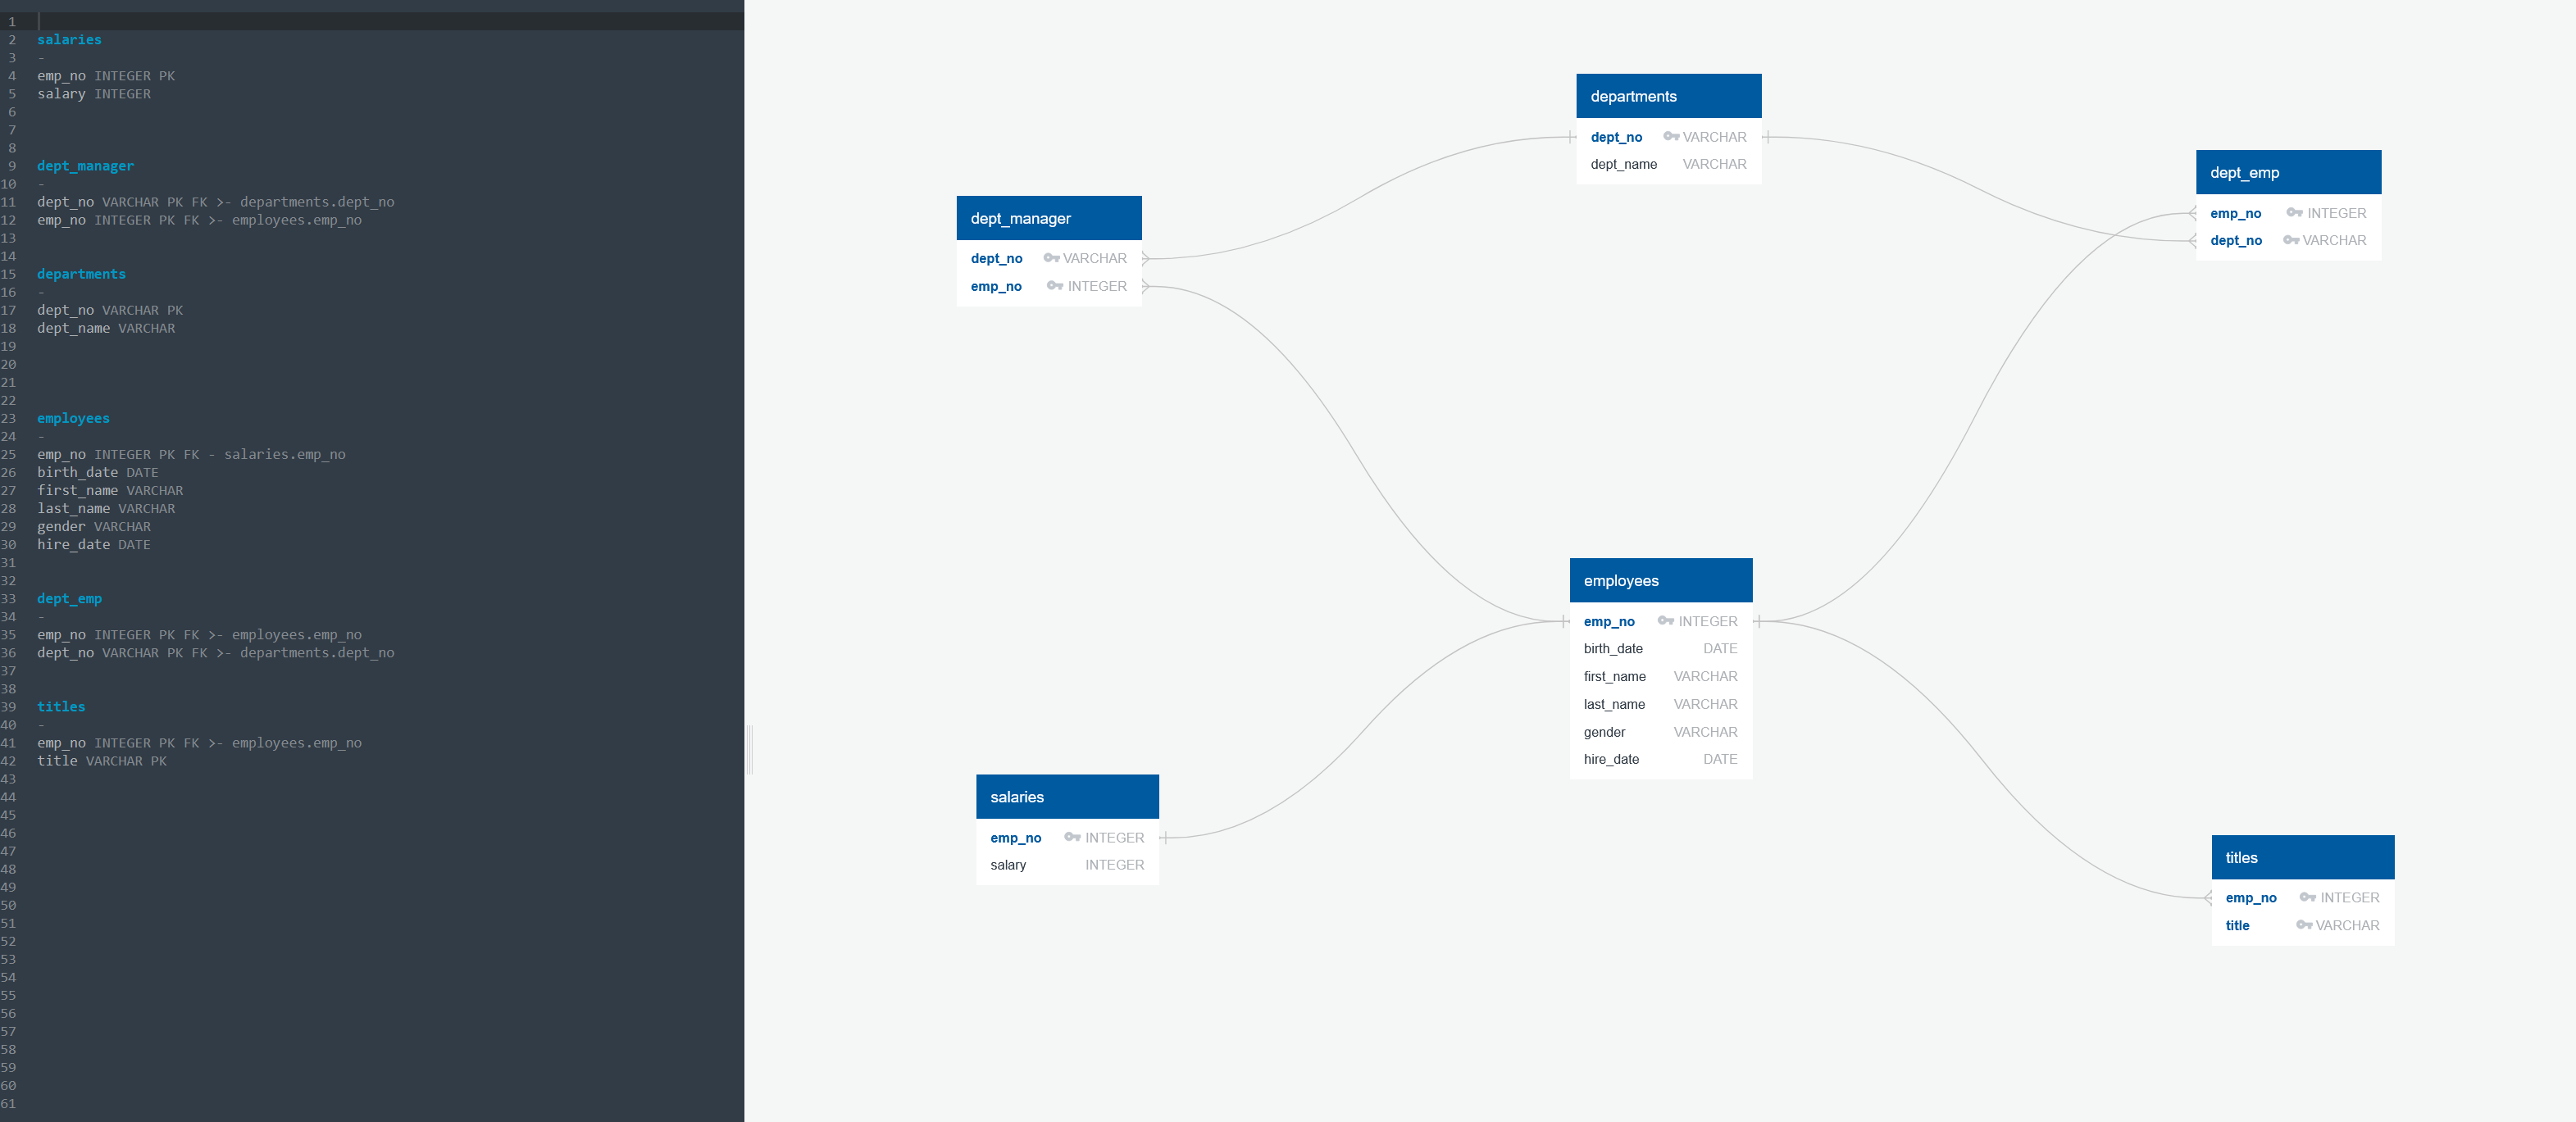 1
2 salaries
3 -
4 emp_no INTEGER PK
5 salary INTEGER
6
7
8
9 dept_manager
10 -
11 dept_no VARCHAR PK FK >- departments.dept_no
12 emp_no INTEGER PK FK >- employees.emp_no
13
14
15 departments
16 -
17 dept_no VARCHAR PK
18 dept_name VARCHAR
19
20
21
22
23 employees
24 -
25 emp_no INTEGER PK FK - salaries.emp_no
26 birth_date DATE
27 first_name VARCHAR
28 last_name VARCHAR
29 gender VARCHAR
30 hire_date DATE
31
32
33 dept_emp
34 -
35 emp_no INTEGER PK FK >- employees.emp_no
36 dept_no VARCHAR PK FK >- departments.dept_no
37
38
39 titles
40 -
41 emp_no INTEGER PK FK >- employees.emp_no
42 title VARCHAR PK
43
44
45
46
47
48
49
50
51
52
53
54
55
56
57
58
59
60
61
departments
dept_no VARCHAR
dept_name VARCHAR
dept_emp
emp_no INTEGER
dept_no VARCHAR
dept_manager
dept_no VARCHAR
emp_no INTEGER
employees
emp_no INTEGER
birth_date DATE
first_name VARCHAR
last_name VARCHAR
gender VARCHAR
hire_date DATE
salaries
emp_no INTEGER
salary INTEGER
titles
emp_no INTEGER
title VARCHAR